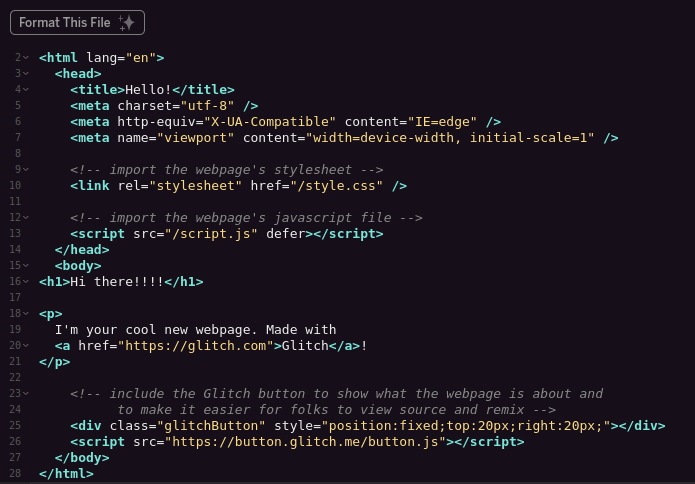 Format This File
2 <html lang="en">
3 <head>
4 <title>Hello!</title>
5 <meta charset="utf-8" />
6 <meta http-equiv="X-UA-Compatible" content="IE=edge" />
7 <meta name="viewport" content="width=device-width, initial-scale=1" />
8
9 <!-- import the webpage's stylesheet -->
10 <link rel="stylesheet" href="/style.css" />
11
12 <!-- import the webpage's javascript file -->
13 <script src="/script.js" defer></script>
14 </head>
15 <body>
16 <h1>Hi there!!!!</h1>
17
18 <p>
19 I'm your cool new webpage. Made with
20 <a href="https://glitch.com">Glitch</a>!
21 </p>
22
23 <!-- include the Glitch button to show what the webpage is about and
24 to make it easier for folks to view source and remix -->
25 <div class="glitchButton" style="position:fixed;top:20px;right:20px;"></div>
26 <script src="https://button.glitch.me/button.js"></script>
27 </body>
28 </html>